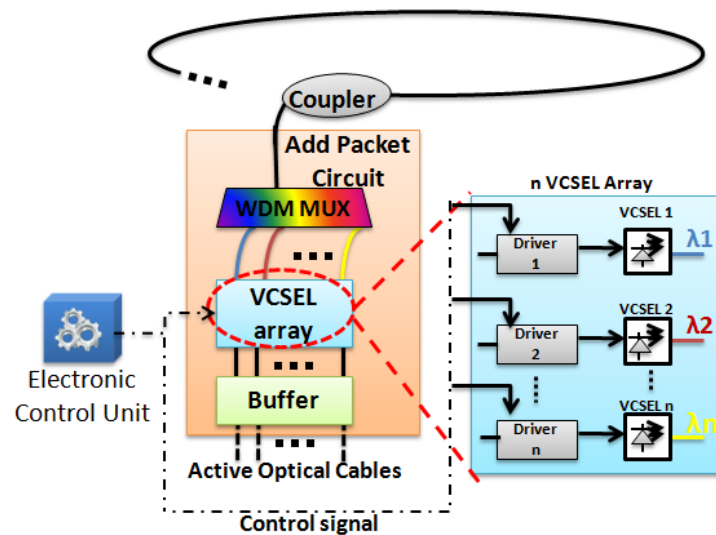 Coupler
Add Packet
Circuit
WDM MUX
VCSEL
array
Buffer
Active Optical Cables
Electronic
Control Unit
Control signal
n VCSEL Array
VCSEL 1
Driver
1
λ1
VCSEL 2
Driver
2
λ2
VCSEL n
Driver
n
λn